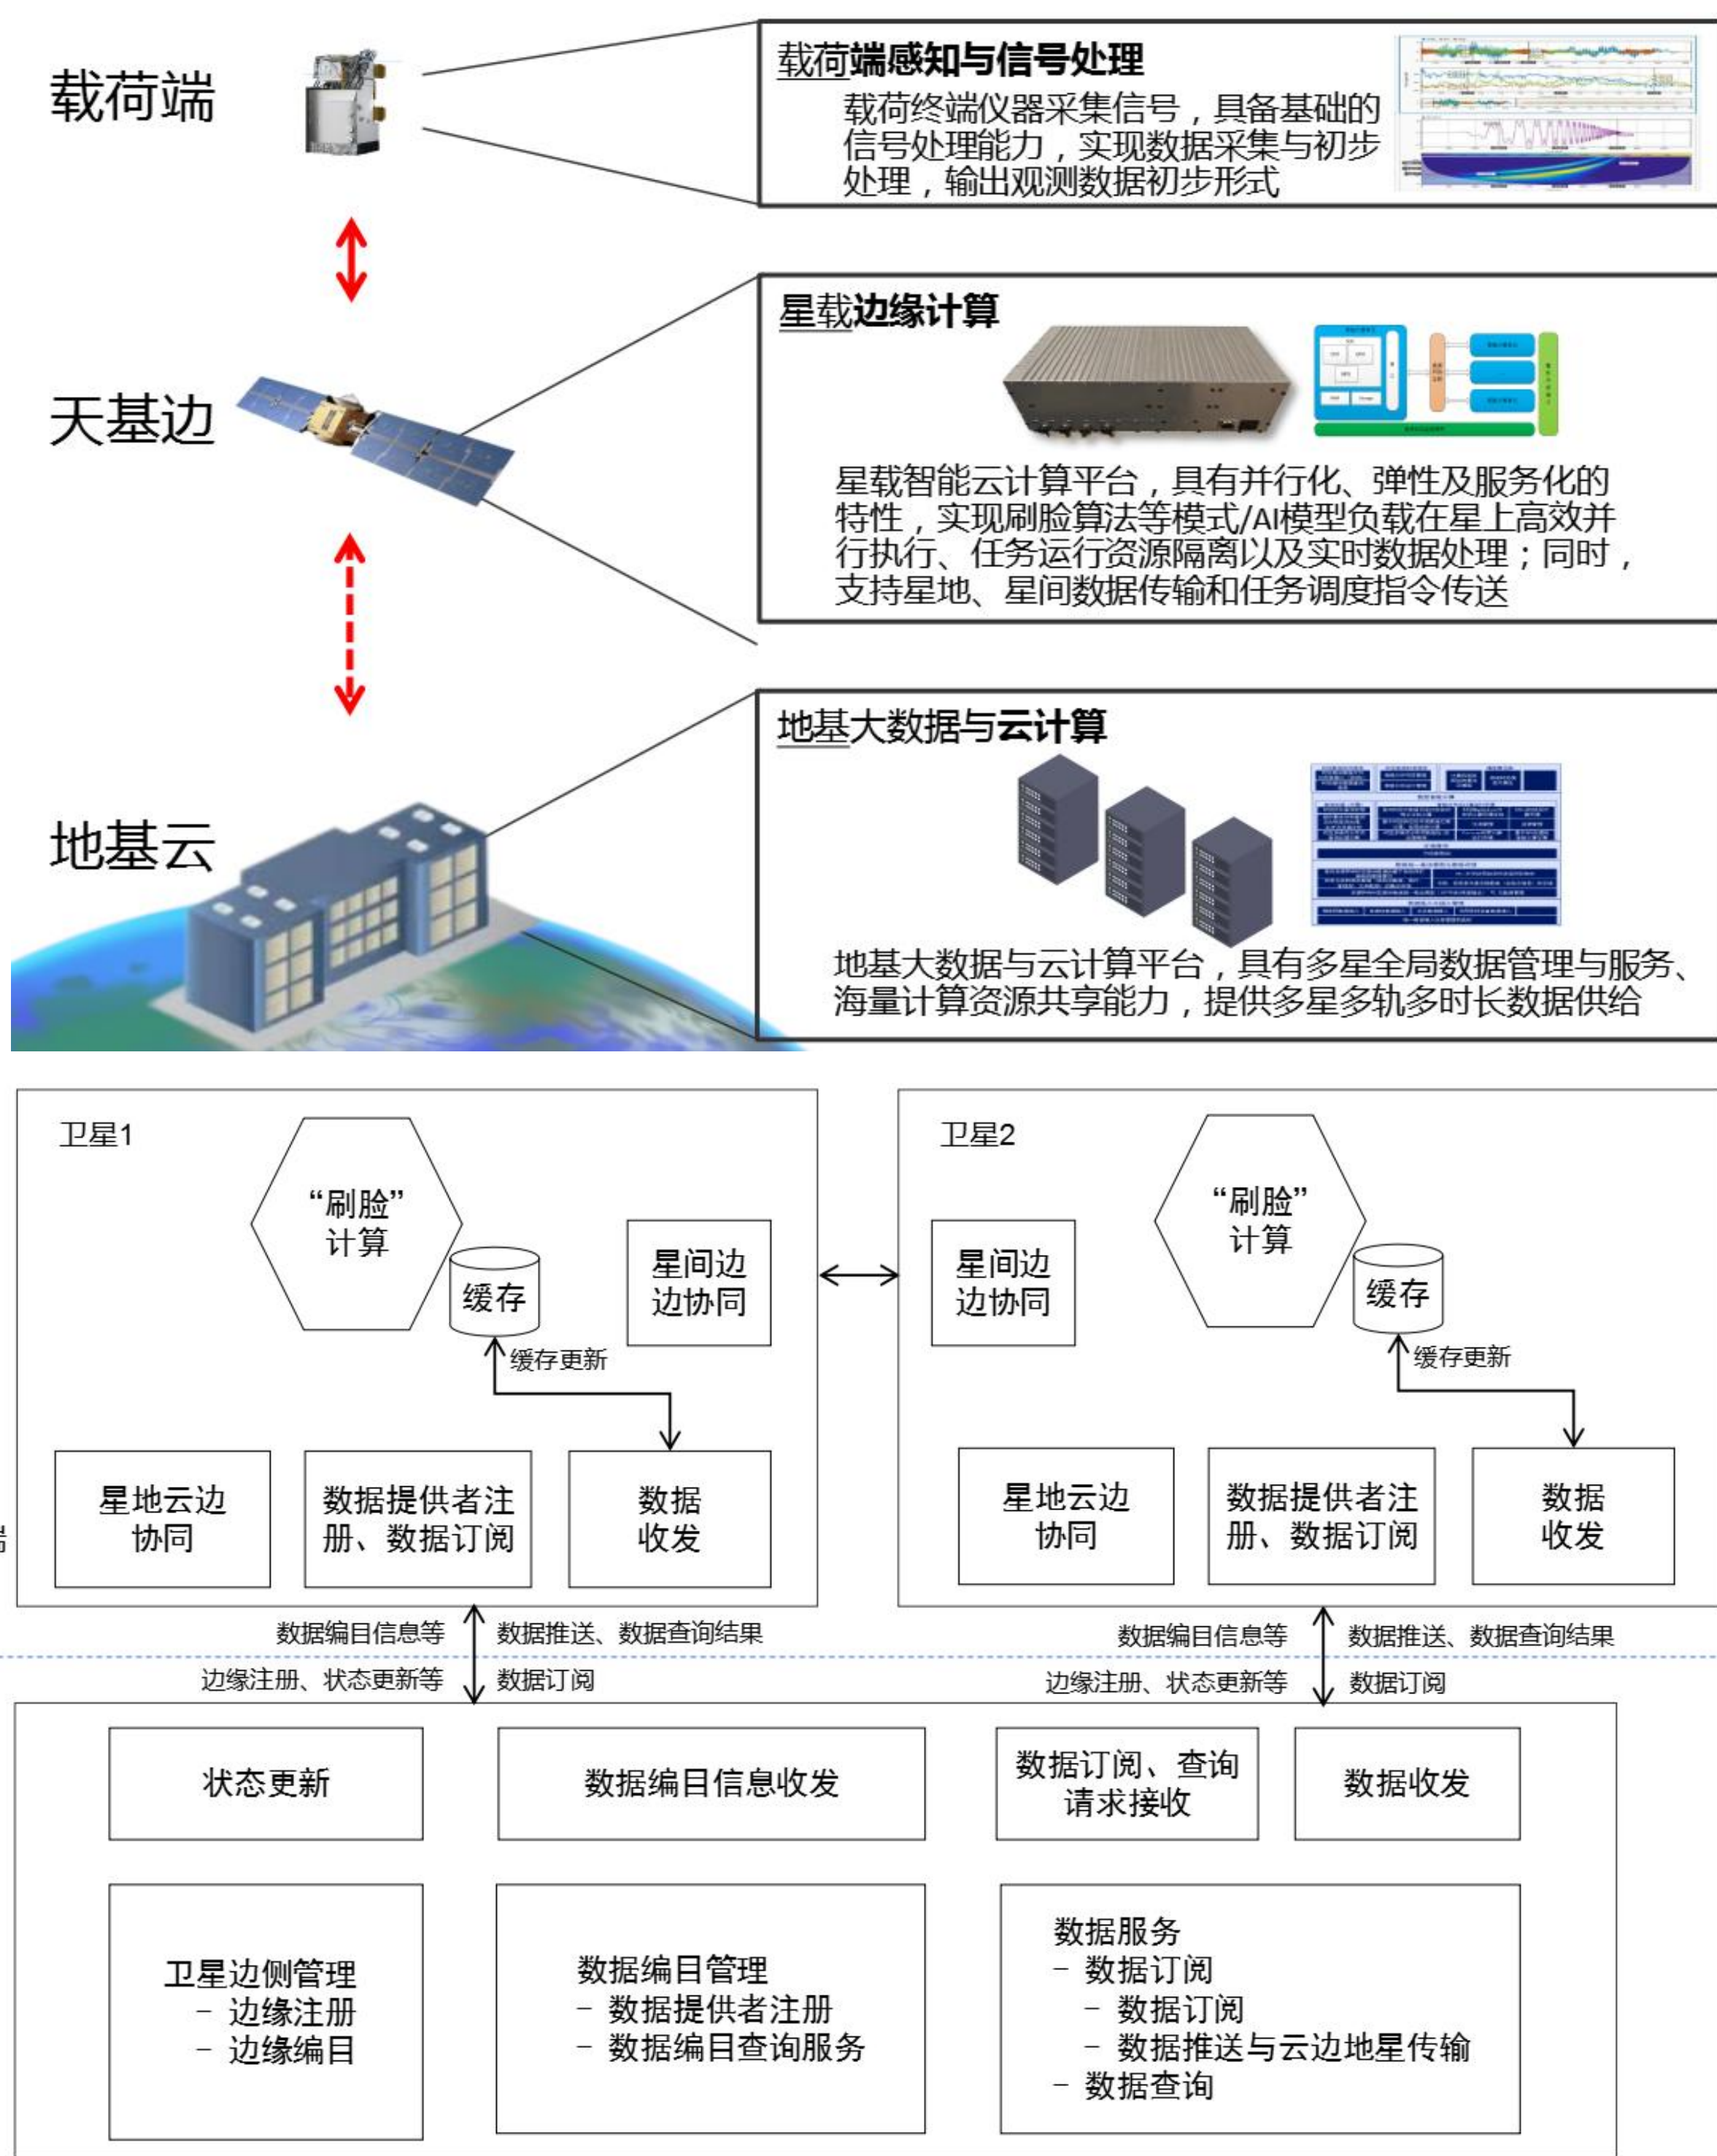 载荷端
载荷端感知与信号处理
载荷终端仪器采集信号，具备基础的
信号处理能力，实现数据采集与初步
处理，输出观测数据初步形式
天基边
星载边缘计算
星载智能云计算平台，具有并行化、弹性及服务化的
特性，实现刷脸算法等模式/AI模型负载在星上高效并
行执行、任务运行资源隔离以及实时数据处理；同时，
支持星地、星间数据传输和任务调度指令传送
地基云
地基大数据与云计算
地基大数据与云计算平台，具有多星全局数据管理与服务、
海量计算资源共享能力，提供多星多轨多时长数据供给
卫星1
“刷脸”
计算
缓存
星间边
边协同
缓存更新
星地云边
协同
数据提供者注
册、数据订阅
数据
收发
卫星2
“刷脸”
计算
缓存
星间边
边协同
缓存更新
星地云边
协同
数据提供者注
册、数据订阅
数据
收发
数据编目信息等
数据推送、数据查询结果
数据编目信息等
数据推送、数据查询结果
边缘注册、状态更新等
数据订阅
边缘注册、状态更新等
数据订阅
状态更新
数据编目信息收发
数据订阅、查询
请求接收
数据收发
卫星边侧管理
- 边缘注册
- 边缘编目
数据编目管理
- 数据提供者注册
- 数据编目查询服务
数据服务
- 数据订阅
- 数据订阅
- 数据推送与云边地星传输
- 数据查询